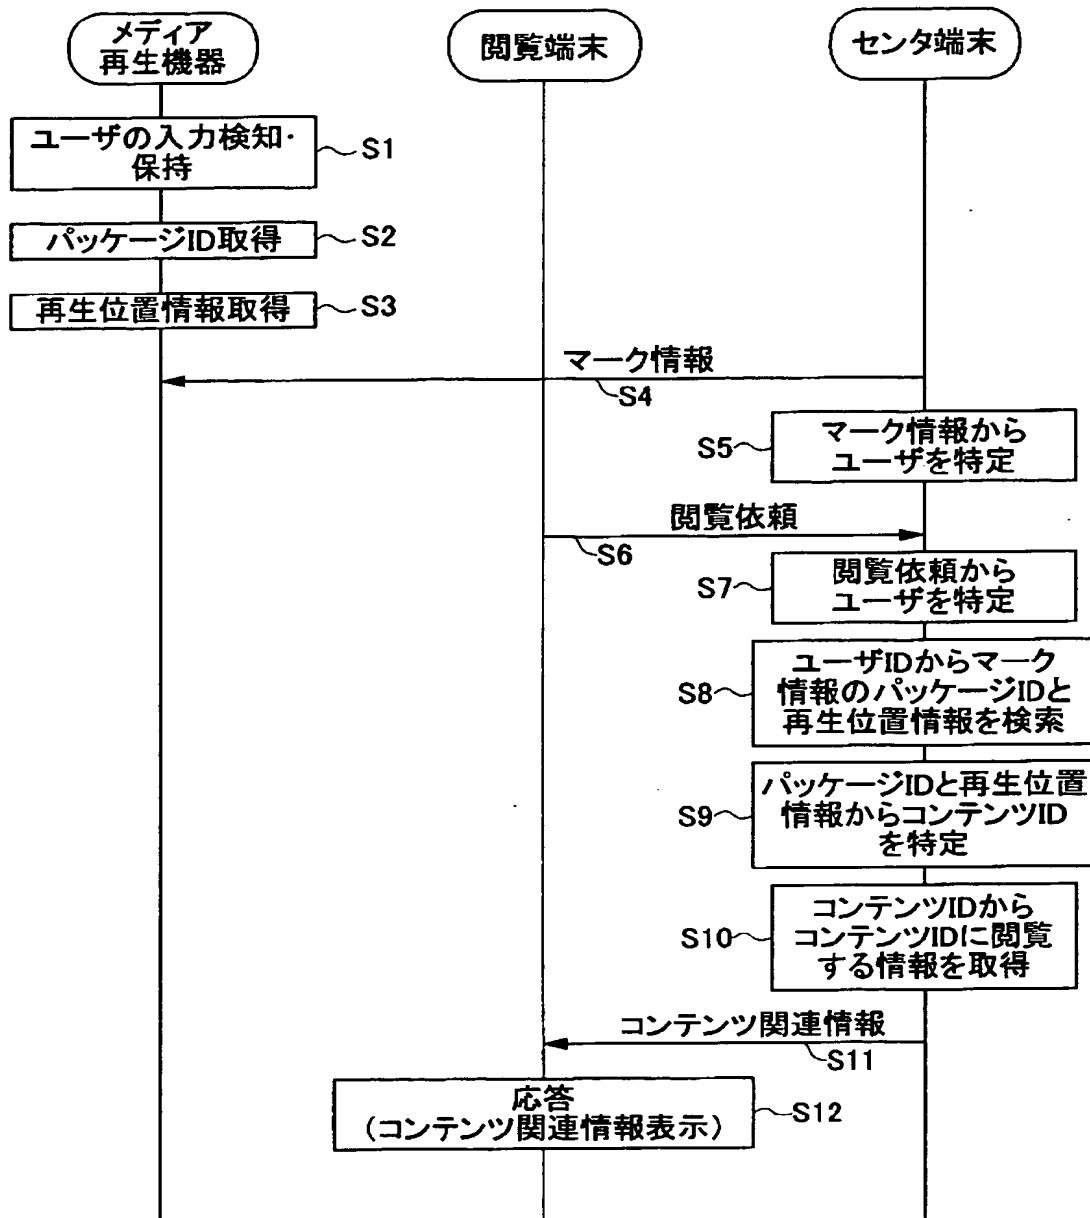 メディア
再生機器
閲覧端末
センタ端末
ユーザの入力検知・
保持
S1
パッケージID取得
S2
再生位置情報取得
S3
マーク情報
S4
マーク情報から
ユーザを特定
S5
閲覧依頼
S6
閲覧依頼から
ユーザを特定
S7
ユーザIDからマーク
情報のパッケージIDと
再生位置情報を検索
S8
パッケージIDと再生位置
情報からコンテンツID
を特定
S9
コンテンツIDから
コンテンツIDに閲覧
する情報を取得
S10
コンテンツ関連情報
S11
応答
(コンテンツ関連情報表示)
S12